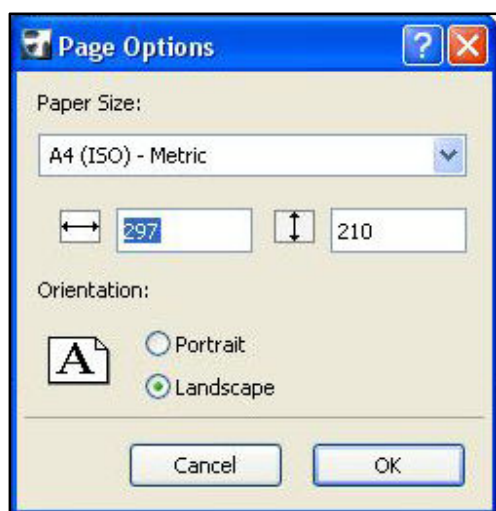 Page Options
Paper Size:
A4 (ISO) - Metric
297 210
Orientation:
A Portrait
Landscape
Cancel OK